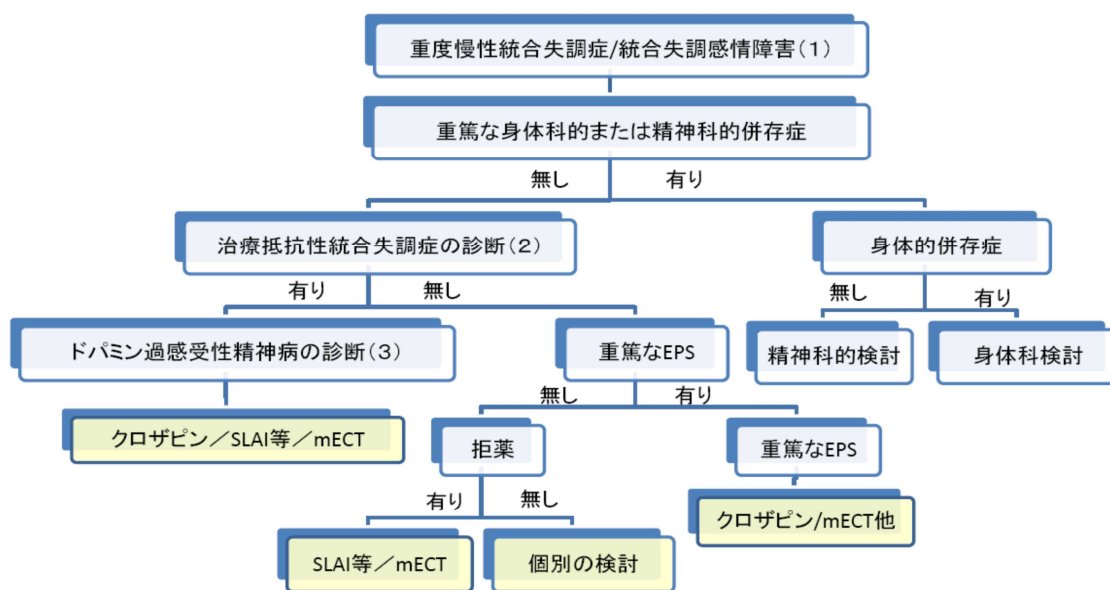 重度慢性統合失調症/統合失調感情障害(1)
重篤な身体科的または精神科的併存症
無し
有り
治療抵抗性統合失調症の診断(2)
身体的併存症
有り
無し
無し
有り
ドパミン過感受性精神病の診断(3)
重篤なEPS
精神科的検討
身体科検討
無し
有り
クロザピン／SLAI等／mECT
拒薬
重篤なEPS
有り
無し
クロザピン/mECT他
SLAI等／mECT
個別の検討